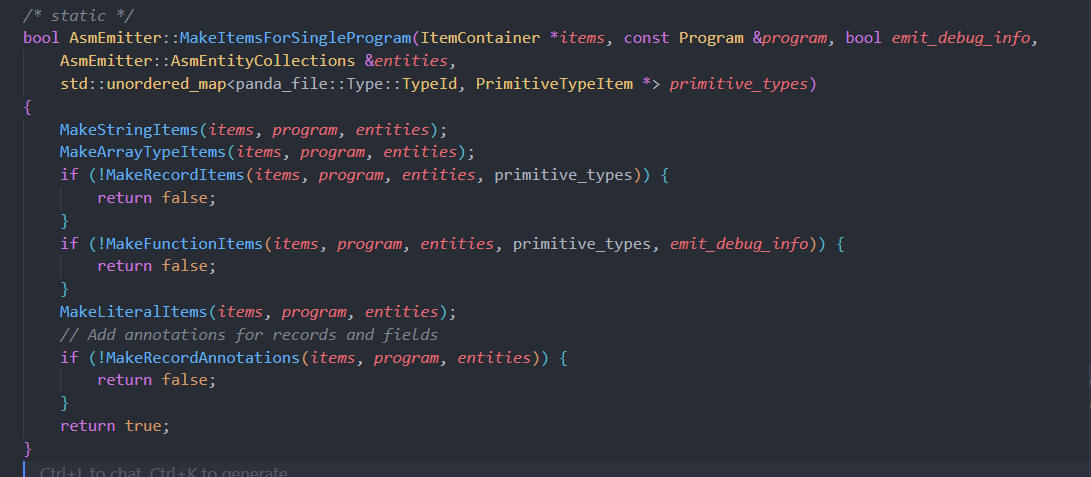 /* static */
bool AsmEmitter::MakeItemsForSingleProgram(ItemContainer *items, const Program &program, bool emit_debug_info,
    AsmEmitter::AsmEntityCollections &entities,
    std::unordered_map<panda_file::Type::TypeId, PrimitiveTypeItem *> primitive_types)
{
    MakeStringItems(items, program, entities);
    MakeArrayTypeItems(items, program, entities);
    if (!MakeRecordItems(items, program, entities, primitive_types)) {
        return false;
    }
    if (!MakeFunctionItems(items, program, entities, primitive_types, emit_debug_info)) {
        return false;
    }
    MakeLiteralItems(items, program, entities);
    // Add annotations for records and fields
    if (!MakeRecordAnnotations(items, program, entities)) {
        return false;
    }
    return true;
}
Ctrl+L to chat, Ctrl+K to generate